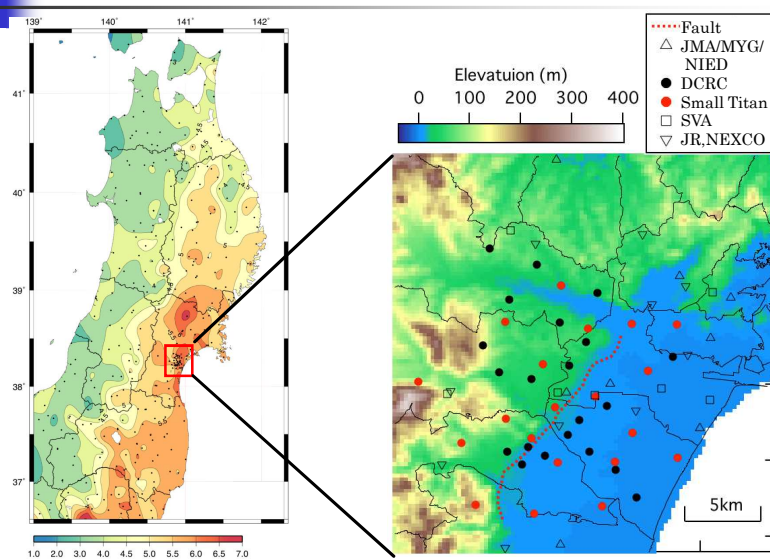 139° 140° 141° 142°
41°
40°
39°
38°
37°
1.0 2.0 3.0 4.0 4.5 5.0 5.5 6.0 6.5 7.0
Elevatuion (m)
0 100 200 300 400
Fault
JMA/MYG/
NIED
DCRC
Small Titan
SVA
JR,NEXCO
5km